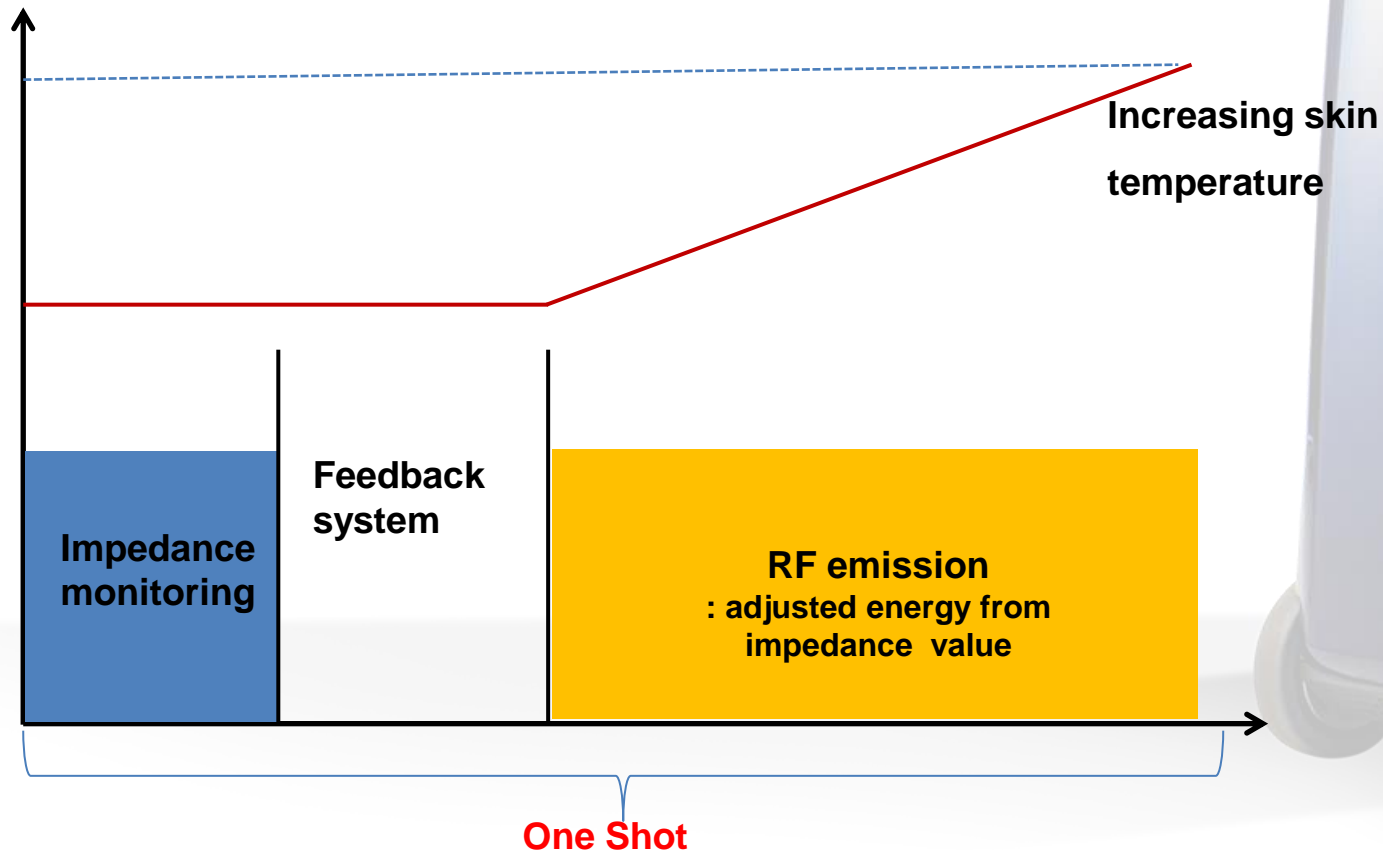 Increasing skin
temperature
Feedback
system
Impedance
monitoring
RF emission
: adjusted energy from
impedance value
One Shot